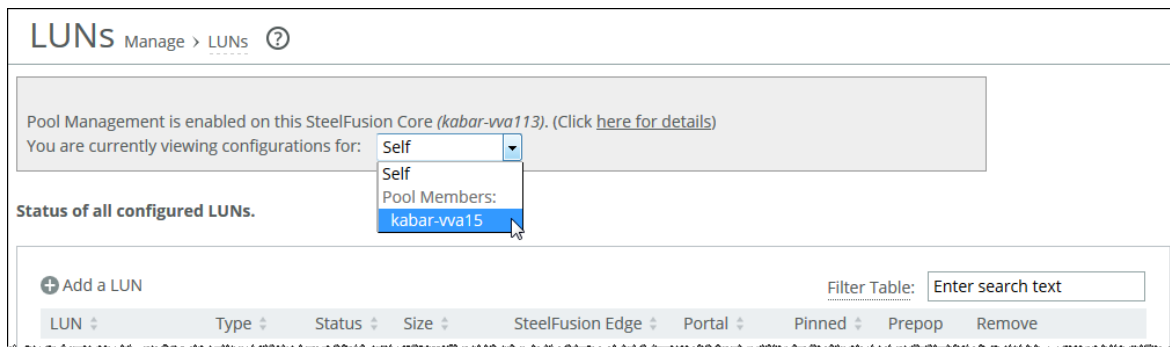 LUNs Manage › LUNs ?
Pool Management is enabled on this SteelFusion Core (kabar-vva113). (Click here for details)
You are currently viewing configurations for: Self
Self
Pool Members:
kabar-vva15
Status of all configured LUNs.
Add a LUN
Filter Table: Enter search text
LUN Type Status Size SteelFusion Edge Portal Pinned Prepop Remove